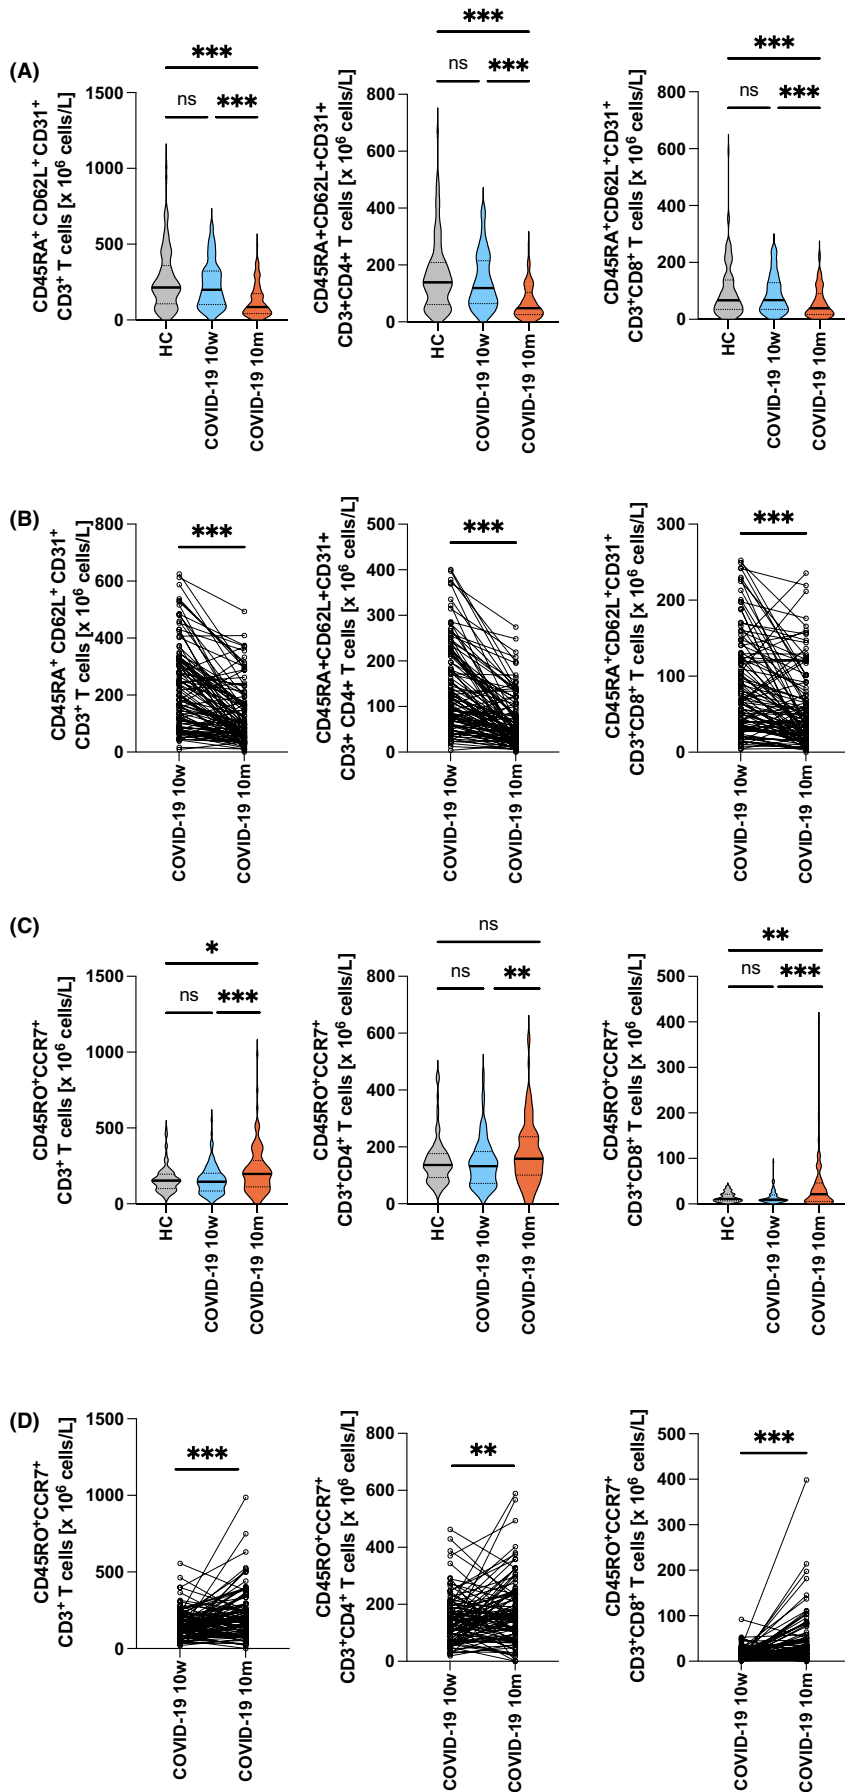 (A)
CD45RA⁺ CD62L⁺ CD31⁺
CD3⁺ T cells [x 10⁶ cells/L]
1500
1000
500
0
***
ns
***
HC
COVID-19 10w
COVID-19 10m
CD45RA+CD62L+CD31+
CD3+CD4+ T cells [x 10⁶ cells/L]
800
600
400
200
0
***
ns
***
HC
COVID-19 10w
COVID-19 10m
CD45RA⁺CD62L⁺CD31⁺
CD3⁺CD8⁺ T cells [x 10⁶ cells/L]
800
600
400
200
0
***
ns
***
HC
COVID-19 10w
COVID-19 10m
(B)
CD45RA⁺ CD62L⁺ CD31⁺
CD3⁺ T cells [x 10⁶ cells/L]
800
600
400
200
0
***
COVID-19 10w
COVID-19 10m
CD45RA+CD62L+CD31+
CD3+ CD4+ T cells [x 10⁶ cells/L]
500
400
300
200
100
0
***
COVID-19 10w
COVID-19 10m
CD45RA⁺CD62L⁺CD31⁺
CD3⁺CD8⁺ T cells [x 10⁶ cells/L]
300
200
100
0
***
COVID-19 10w
COVID-19 10m
(C)
CD45RO⁺CCR7⁺
CD3⁺ T cells [x 10⁶ cells/L]
1500
1000
500
0
*
ns
***
HC
COVID-19 10w
COVID-19 10m
CD45RO⁺CCR7⁺
CD3⁺CD4⁺ T cells [x 10⁶ cells/L]
800
600
400
200
0
ns
ns
**
HC
COVID-19 10w
COVID-19 10m
CD45RO⁺CCR7⁺
CD3⁺CD8⁺ T cells [x 10⁶ cells/L]
500
400
300
200
100
0
**
ns
***
HC
COVID-19 10w
COVID-19 10m
(D)
CD45RO⁺CCR7⁺
CD3⁺ T cells [x 10⁶ cells/L]
1500
1000
500
0
***
COVID-19 10w
COVID-19 10m
CD45RO⁺CCR7⁺
CD3⁺CD4⁺ T cells [x 10⁶ cells/L]
800
600
400
200
0
**
COVID-19 10w
COVID-19 10m
CD45RO⁺CCR7⁺
CD3⁺CD8⁺ T cells [x 10⁶ cells/L]
500
400
300
200
100
0
***
COVID-19 10w
COVID-19 10m